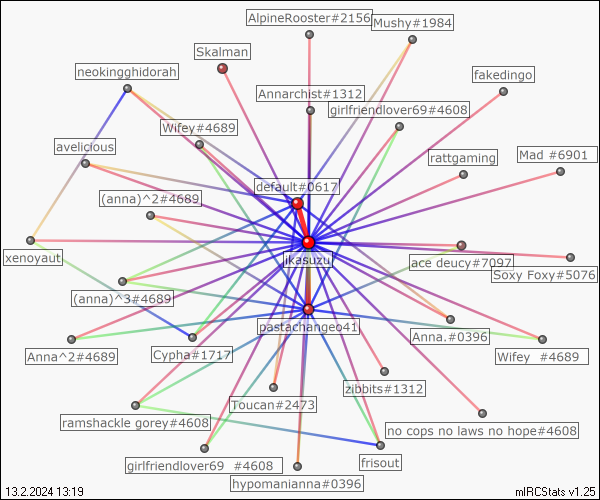 AlpineRooster#2156
Mushy#1984
Skalman
neokingghidorah
fakedingo
Annarchist#1312
girlfriendlover69#4608
Wifey#4689
avelicious
rattgaming
Mad #6901
default#0617
(anna)^2#4689
xenoyaut
likasuzu
ace deucy#7097
Soxy Foxy#5076
(anna)^3#4689
pastachangeo41
Anna.#0396
Anna^2#4689
Cypha#1717
Wifey #4689
zibbits#1312
Toucan#2473
ramshackle gorey#4608
no cops no laws no hope#4608
girlfriendlover69 #4608
frisout
hypomanianna#0396
13.2.2024 13:19
mIRCStats v1.25